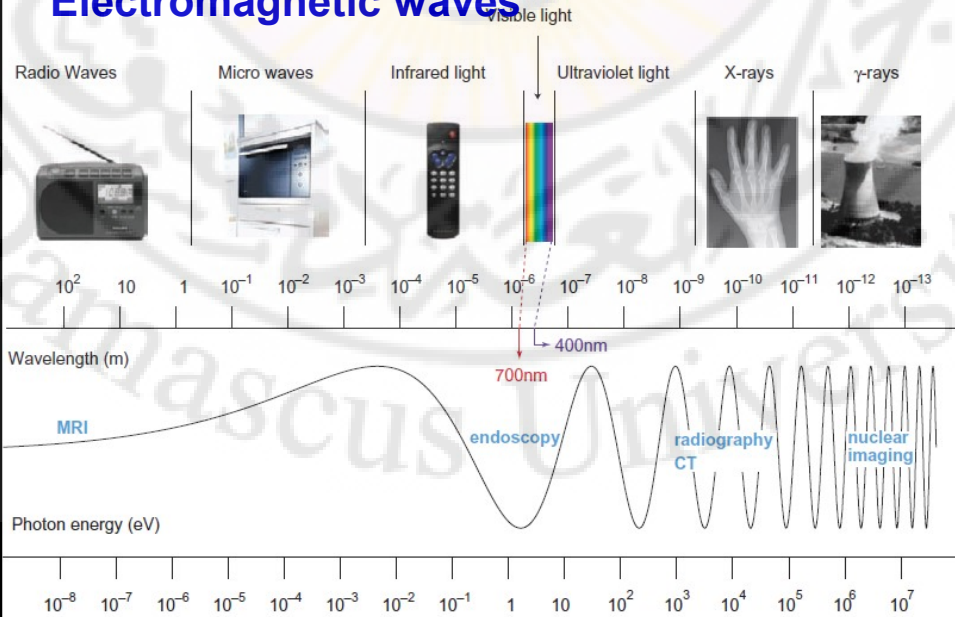 Electromagnetic waves
Visible light
Radio Waves Micro waves Infrared light Ultraviolet light X-rays γ-rays
10² 10 1 10⁻¹ 10⁻² 10⁻³ 10⁻⁴ 10⁻⁵ 10⁻⁶ 10⁻⁷ 10⁻⁸ 10⁻⁹ 10⁻¹⁰ 10⁻¹¹ 10⁻¹² 10⁻¹³
400nm
Wavelength (m)
700nm
MRI endoscopy radiography nuclear
CT imaging
Photon energy (eV)
10⁻⁸ 10⁻⁷ 10⁻⁶ 10⁻⁵ 10⁻⁴ 10⁻³ 10⁻² 10⁻¹ 1 10 10² 10³ 10⁴ 10⁵ 10⁶ 10⁷
amascus Univers